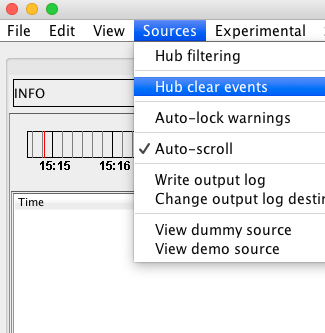 File Edit View Sources Experimental
Hub filtering
INFO
Hub clear events
Auto-lock warnings
✓ Auto-scroll
15:15 15:16
Write output log
Change output log desti
Time
View dummy source
View demo source